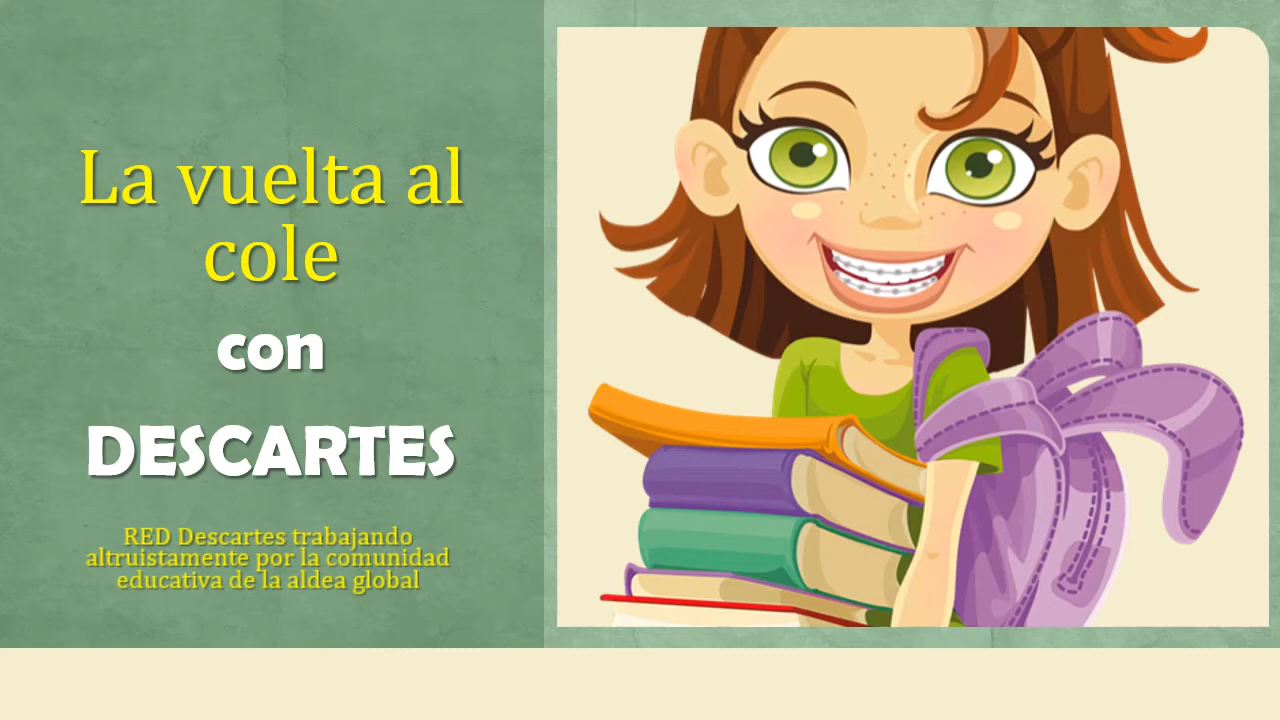 La vuelta al
cole
con
DESCARTES
RED Descartes trabajando
altruistamente por la comunidad
educativa de la aldea global